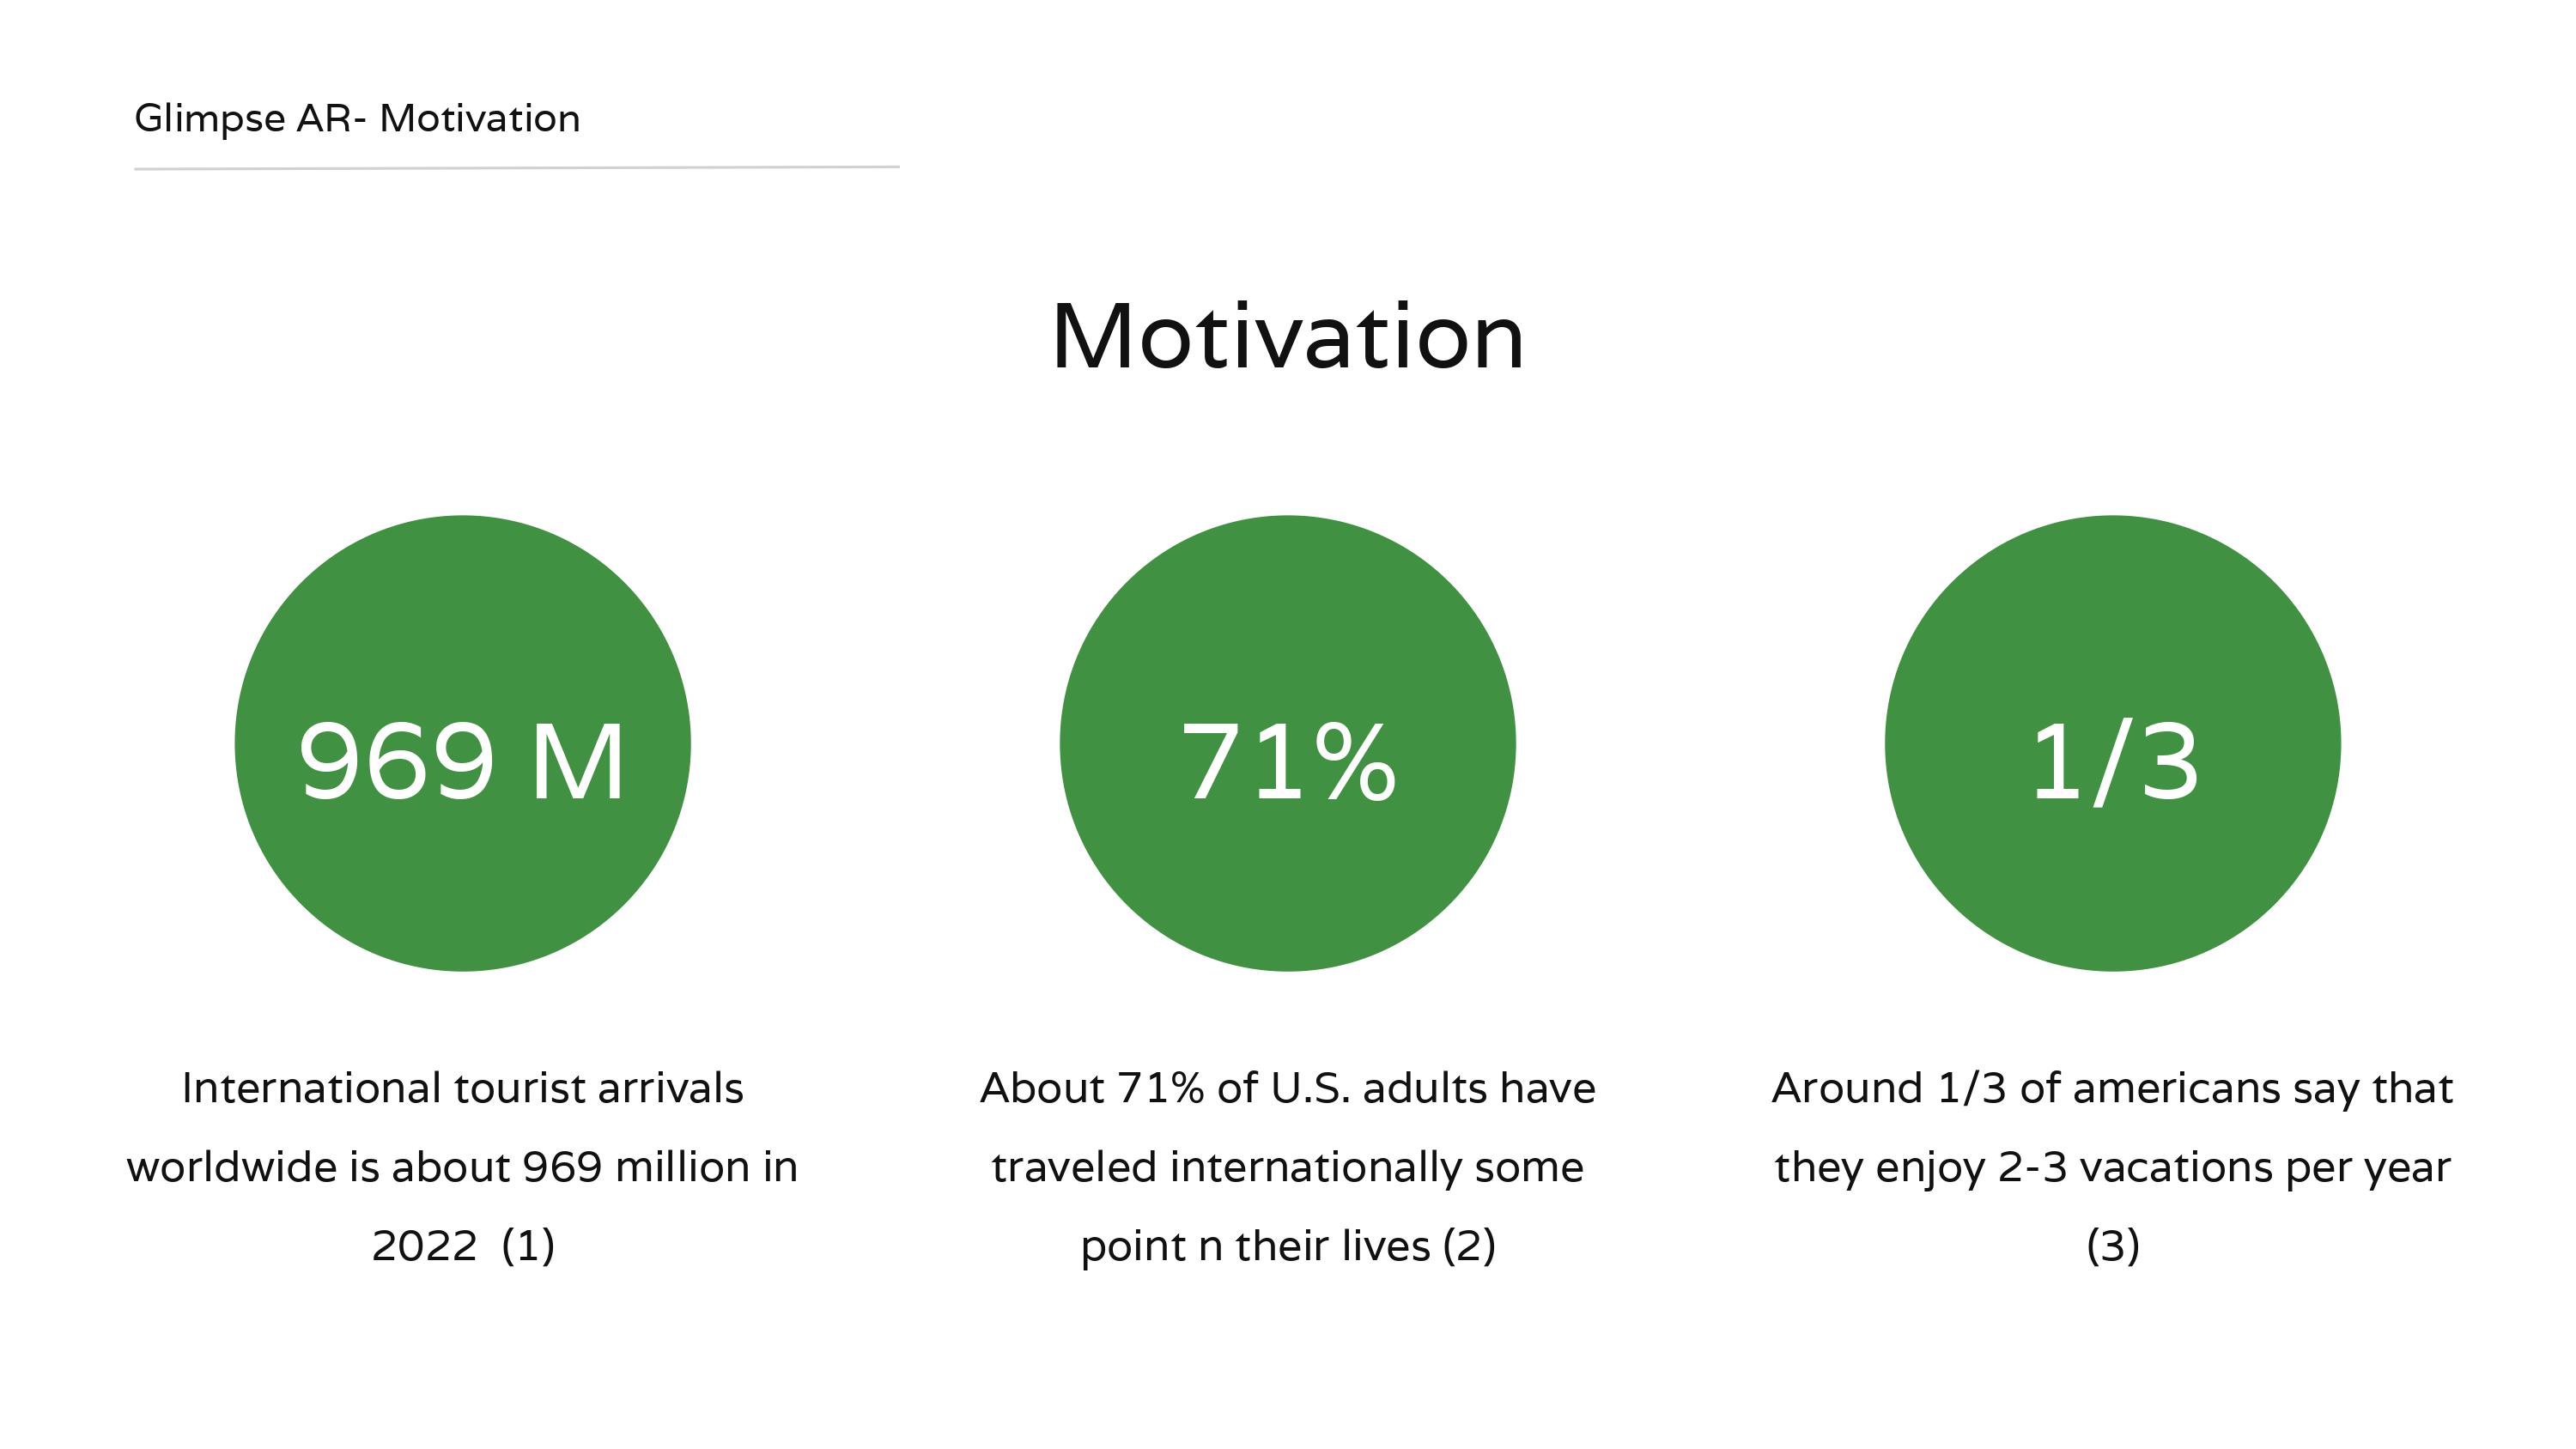 Glimpse AR- Motivation
Motivation
969 M
71%
1/3
International tourist arrivals
worldwide is about 969 million in
2022  (1)
About 71% of U.S. adults have
traveled internationally some
point n their lives (2)
Around 1/3 of americans say that
they enjoy 2-3 vacations per year
(3)